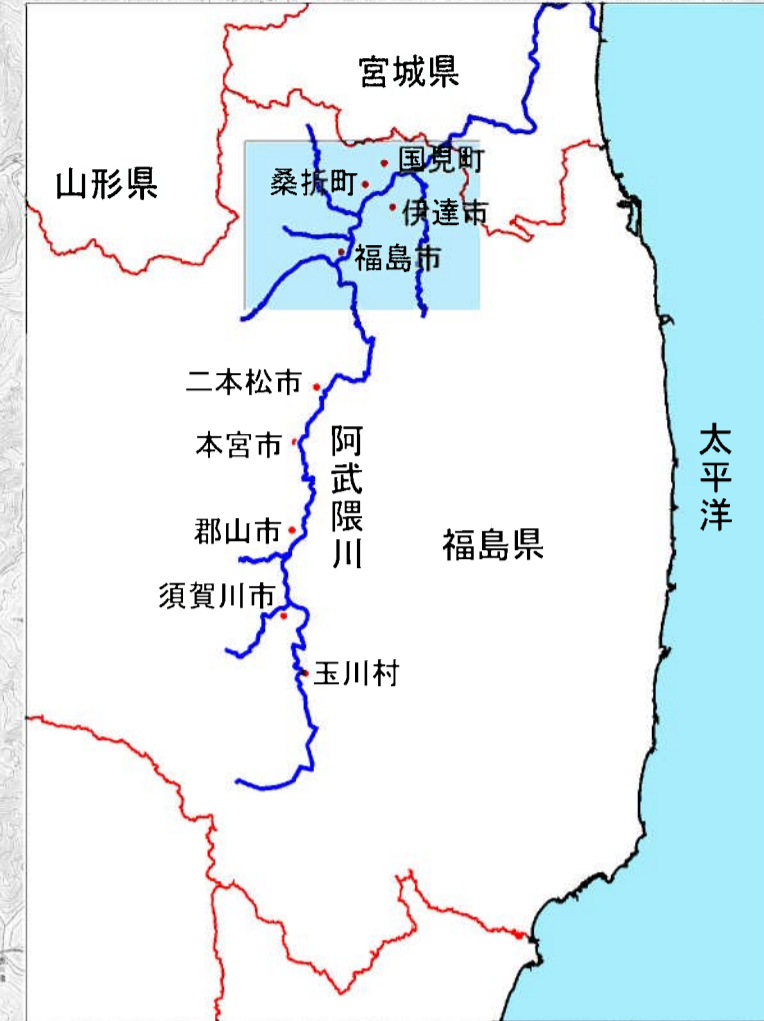 宮城県
山形県
国見町
桑折町
伊達市
福島市
二本松市
本宮市
阿武隈川
太平洋
郡山市
福島県
須賀川市
玉川村